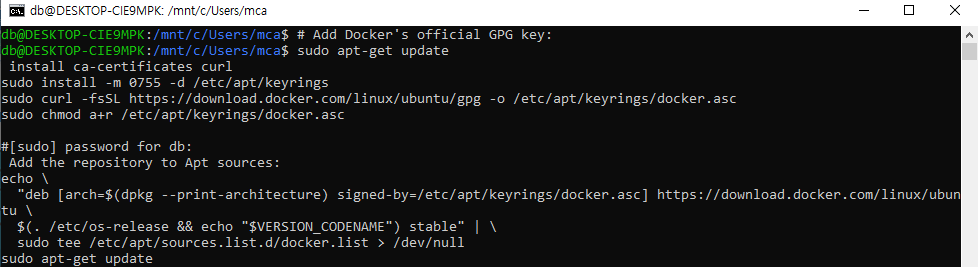 db@DESKTOP-CIE9MPK: /mnt/c/Users/mca
db@DESKTOP-CIE9MPK:/mnt/c/Users/mca$ # Add Docker's official GPG key:
db@DESKTOP-CIE9MPK:/mnt/c/Users/mca$ sudo apt-get update
 install ca-certificates curl
sudo install -m 0755 -d /etc/apt/keyrings
sudo curl -fsSL https://download.docker.com/linux/ubuntu/gpg -o /etc/apt/keyrings/docker.asc
sudo chmod a+r /etc/apt/keyrings/docker.asc

#[sudo] password for db:
 Add the repository to Apt sources:
echo \
  "deb [arch=$(dpkg --print-architecture) signed-by=/etc/apt/keyrings/docker.asc] https://download.docker.com/linux/ubun
tu \
  $(. /etc/os-release && echo "$VERSION_CODENAME") stable" | \
  sudo tee /etc/apt/sources.list.d/docker.list > /dev/null
sudo apt-get update